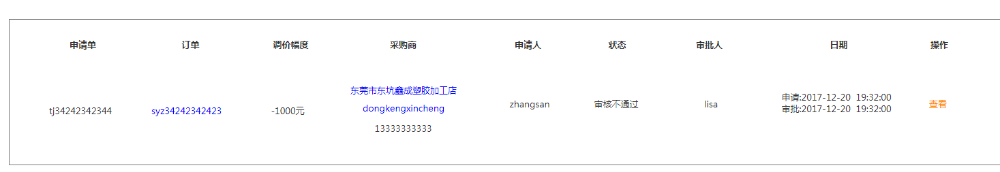 申请单 订单 调价幅度 采购商 申请人 状态 审批人 日期 操作
东莞市东坑鑫成塑胶加工店
tj34242342344 syz34242342423 -1000元 dongkengxincheng zhangsan 审核不通过 lisa 申请:2017-12-20 19:32:00 查看
审批:2017-12-20 19:32:00
13333333333